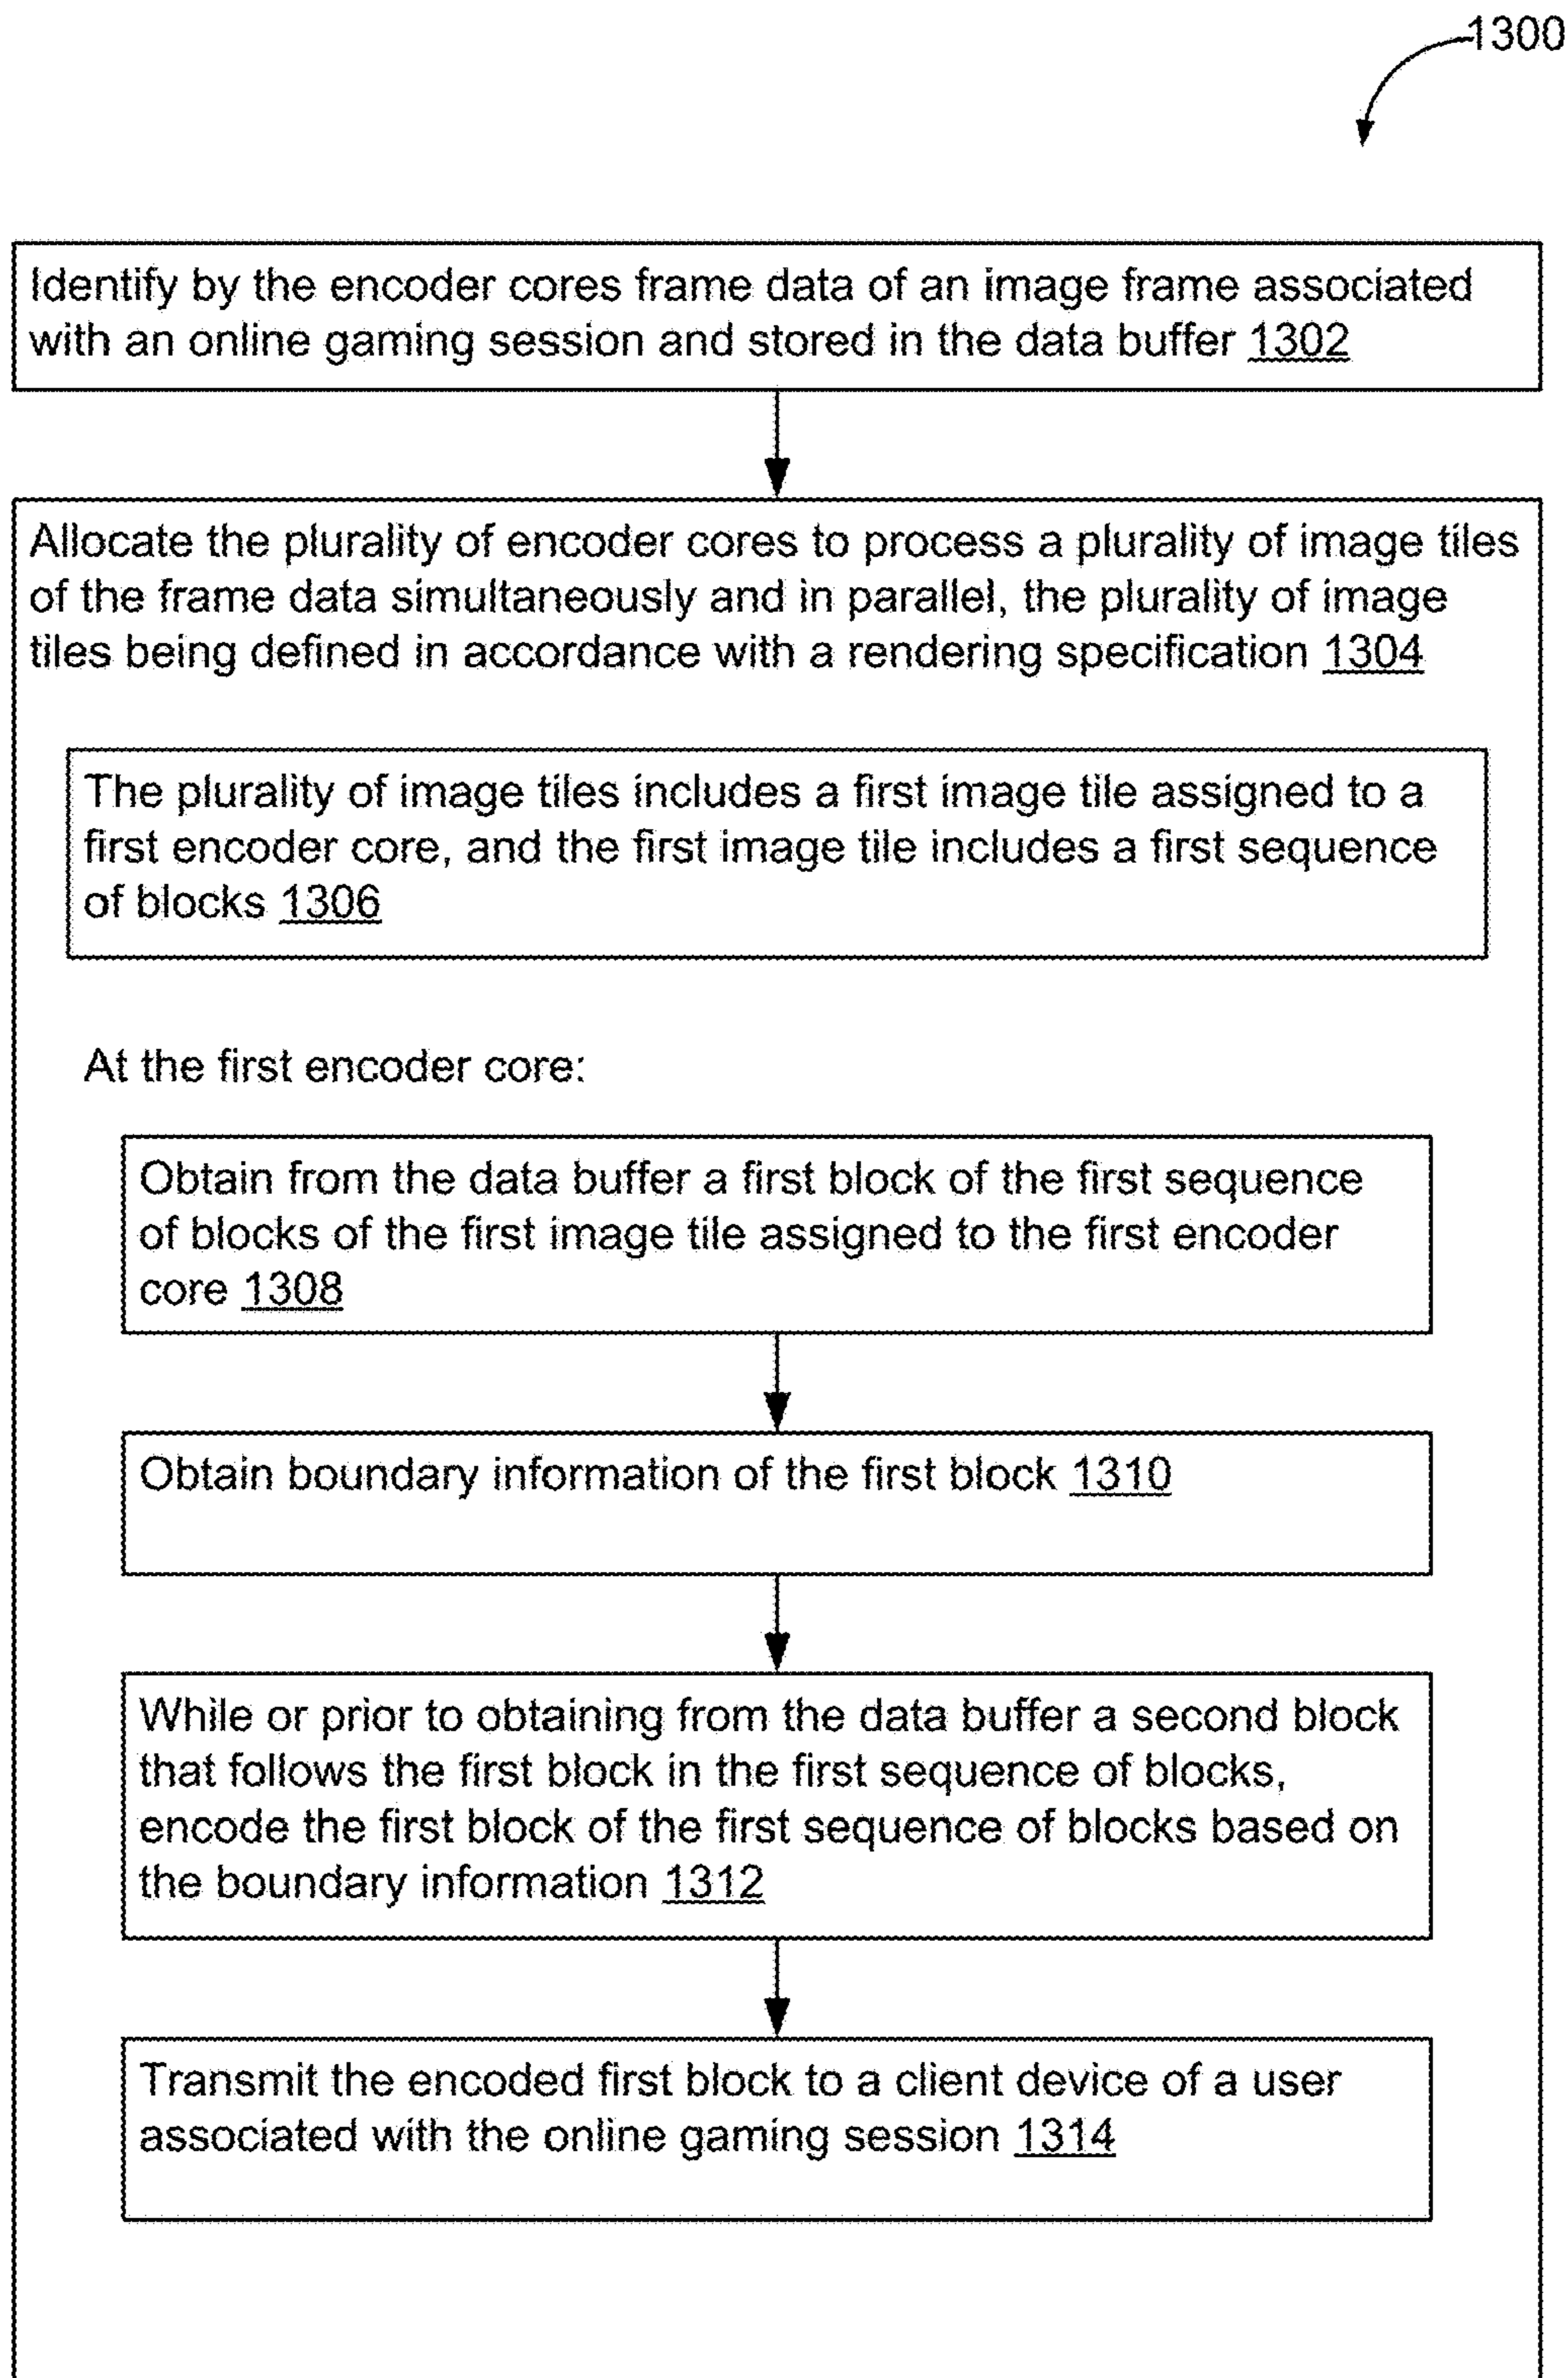 1300
Identify by the encoder cores frame data of an image frame associated
with an online gaming session and stored in the data buffer 1302
Allocate the plurality of encoder cores to process a plurality of image tiles
of the frame data simultaneously and in parallel, the plurality of image
tiles being defined in accordance with a rendering specification 1304
The plurality of image tiles includes a first image tile assigned to a
first encoder core, and the first image tile includes a first sequence
of blocks 1306
At the first encoder core:
Obtain from the data buffer a first block of the first sequence
of blocks of the first image tile assigned to the first encoder
core 1308
Obtain boundary information of the first block 1310
While or prior to obtaining from the data buffer a second block
that follows the first block in the first sequence of blocks,
encode the first block of the first sequence of blocks based on
the boundary information 1312
Transmit the encoded first block to a client device of a user
associated with the online gaming session 1314